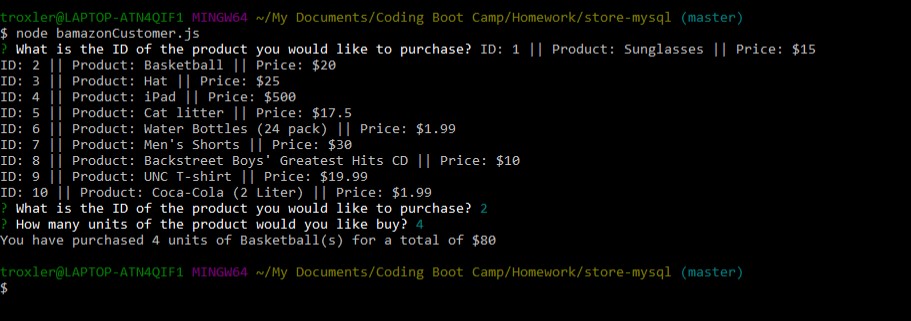 troxler@LAPTOP-ATN4QIF1 MINGW64 ~/My Documents/Coding Boot Camp/Homework/store-mysql (master)
$ node bamazonCustomer.js
? What is the ID of the product you would like to purchase? ID: 1 || Product: Sunglasses || Price: $15
ID: 2 || Product: Basketball || Price: $20
ID: 3 || Product: Hat || Price: $25
ID: 4 || Product: iPad || Price: $500
ID: 5 || Product: Cat litter || Price: $17.5
ID: 6 || Product: Water Bottles (24 pack) || Price: $1.99
ID: 7 || Product: Men's Shorts || Price: $30
ID: 8 || Product: Backstreet Boys' Greatest Hits CD || Price: $10
ID: 9 || Product: UNC T-shirt || Price: $19.99
ID: 10 || Product: Coca-Cola (2 Liter) || Price: $1.99
? What is the ID of the product you would like to purchase? 2
? How many units of the product would you like buy? 4
You have purchased 4 units of Basketball(s) for a total of $80
troxler@LAPTOP-ATN4QIF1 MINGW64 ~/My Documents/Coding Boot Camp/Homework/store-mysql (master)
$